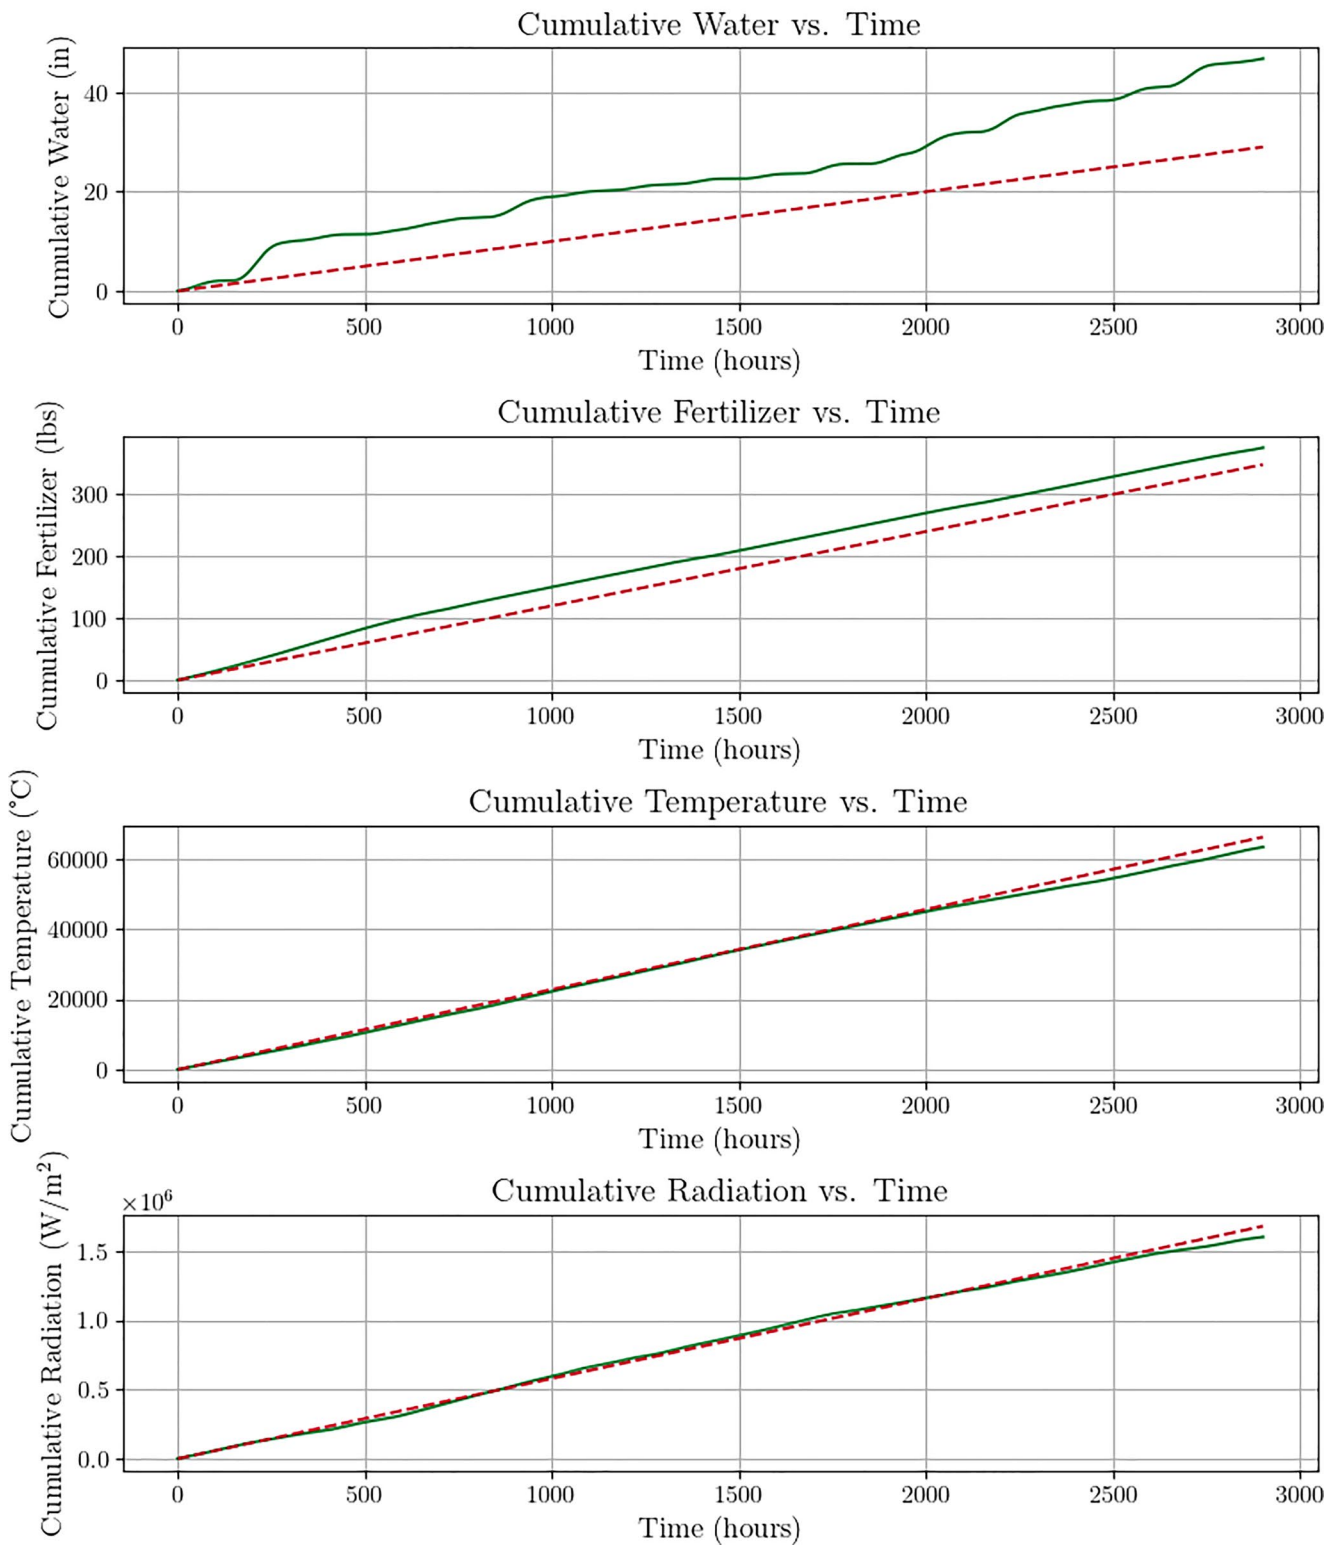 Cumulative Water vs. Time
Cumulative Water (in)
40
20
0
0 500 1000 1500 2000 2500 3000
Time (hours)
Cumulative Fertilizer vs. Time
Cumulative Fertilizer (lbs)
300
200
100
0
0 500 1000 1500 2000 2500 3000
Time (hours)
Cumulative Temperature vs. Time
Cumulative Temperature (°C)
60000
40000
20000
0
0 500 1000 1500 2000 2500 3000
Time (hours)
Cumulative Radiation vs. Time
Cumulative Radiation (W/m²)
×10⁶
1.5
1.0
0.5
0.0
0 500 1000 1500 2000 2500 3000
Time (hours)